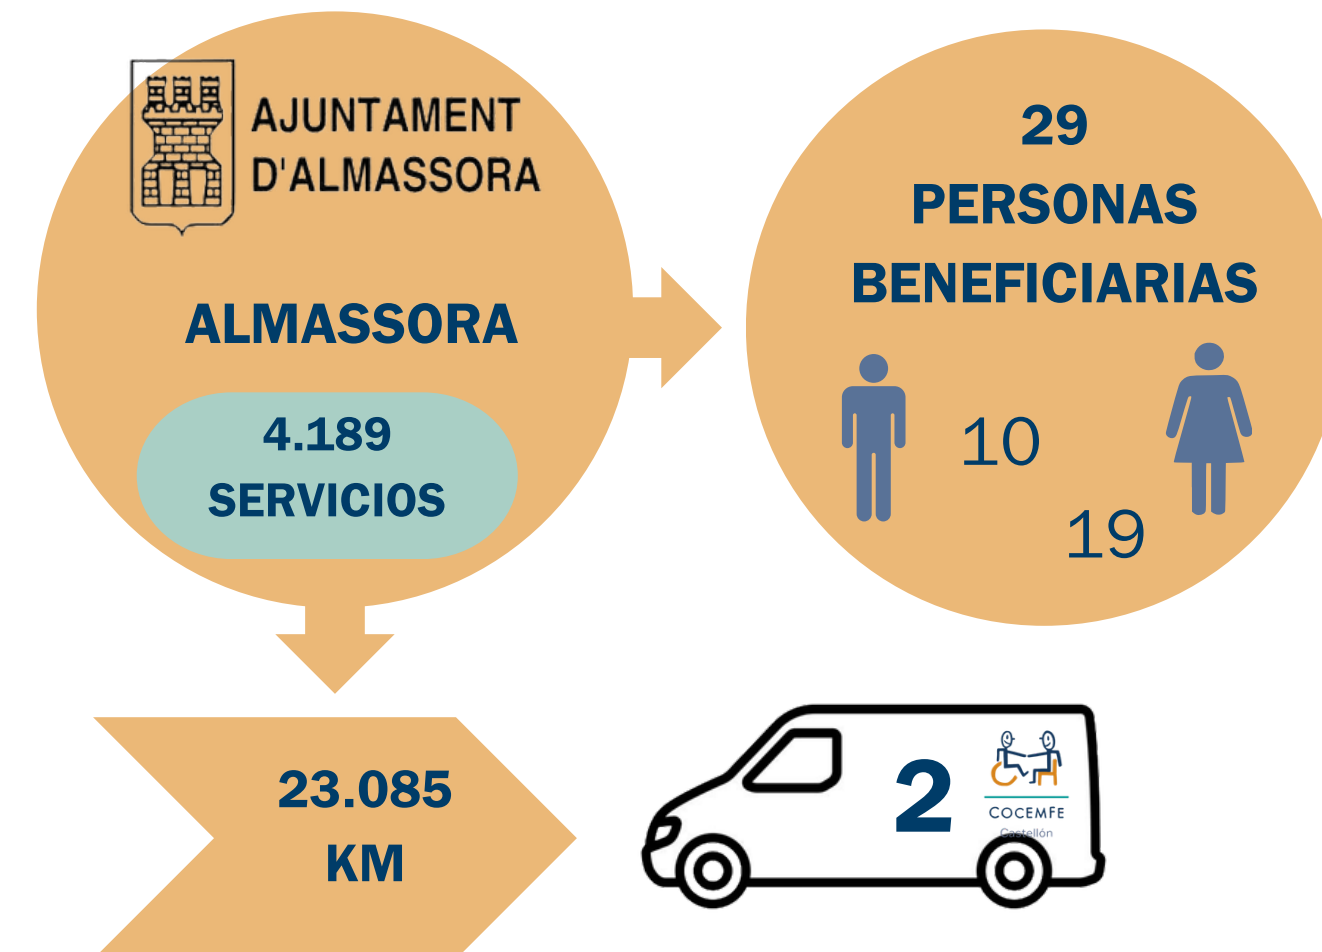 AJUNTAMENT
D'ALMASSORA
ALMASSORA
4.189
SERVICIOS
29
PERSONAS
BENEFICIARIAS
10
19
23.085
KM
2
COCEMFE
Castellón